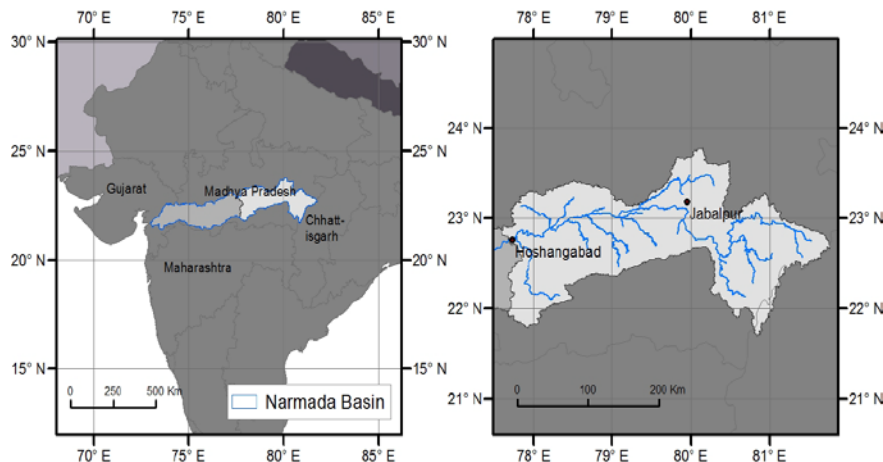 70° E 75° E 80° E 85° E
30° N
25° N
20° N
15° N
Gujarat
Madhya Pradesh
Chhatt-
isgarh
Maharashtra
0 250 500 Km
Narmada Basin
30° N
25° N
20° N
15° N
70° E 75° E 80° E 85° E
78° E 79° E 80° E 81° E
24° N
23° N
22° N
21° N
Jabalpur
Hoshangabad
0 100 200 Km
24° N
23° N
22° N
21° N
78° E 79° E 80° E 81° E